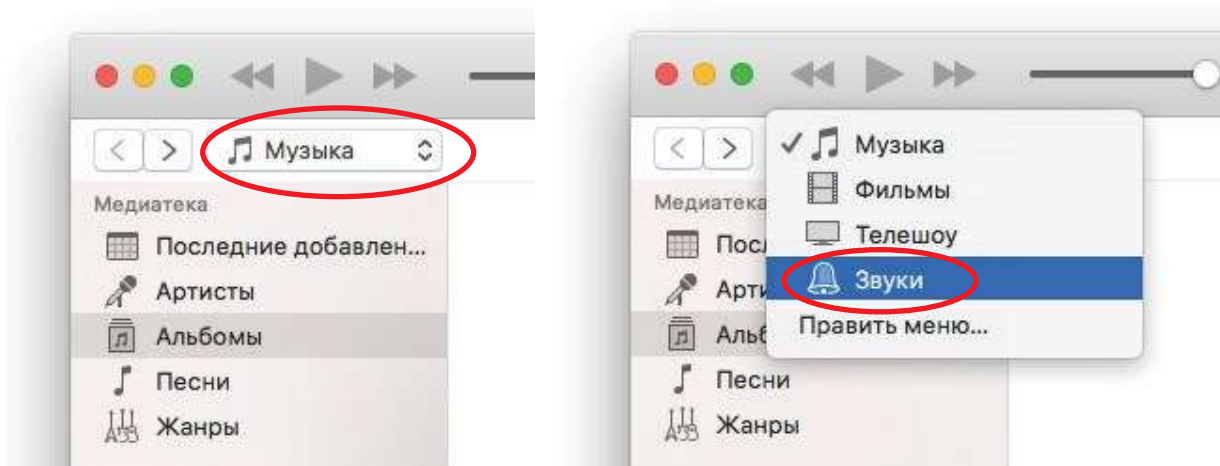 Музыка
Медиатека
Последние добавлен...
Артисты
Альбомы
Песни
Жанры
Музыка
Фильмы
Телешоу
Звуки
Править меню...
Медиатека
Посл
Арти
Альб
Песни
Жанры